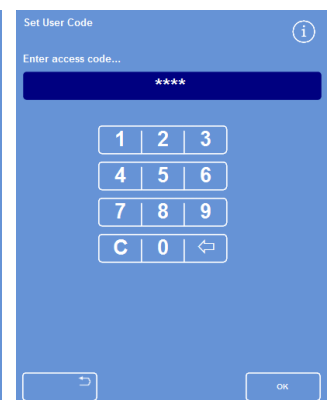 Set User Code
i
Enter access code...
****
1 | 2 | 3
4 | 5 | 6
7 | 8 | 9
C | 0 | ⇦
OK